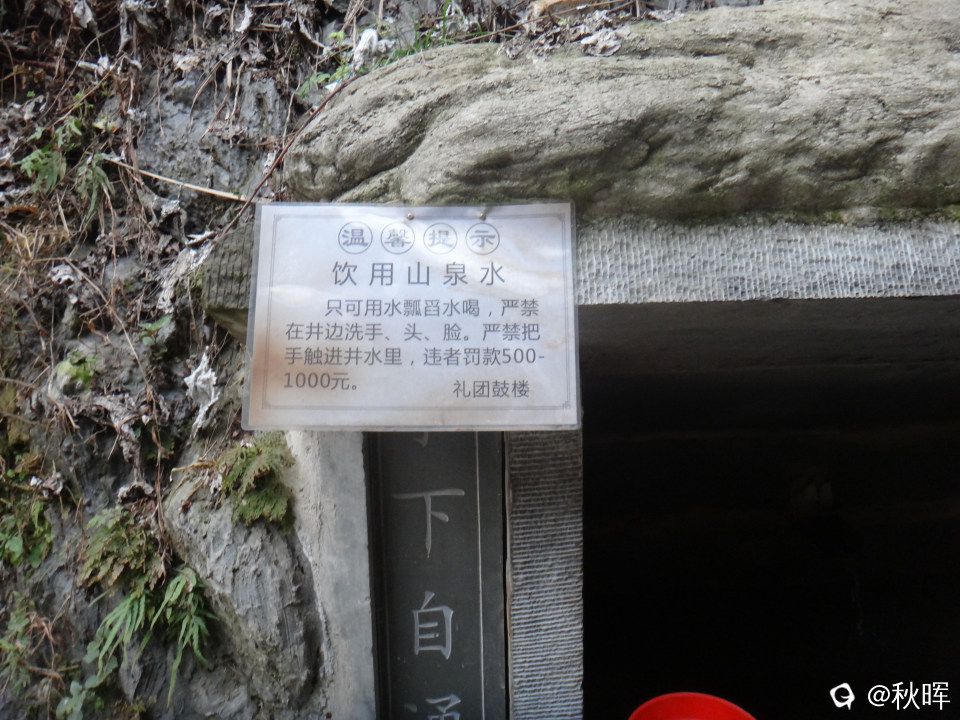 温馨提示
饮用山泉水
只可用水瓢舀水喝，严禁
在井边洗手、头、脸。严禁把
手触进井水里，违者罚款500-
1000元。
礼团鼓楼
下自
@秋晖